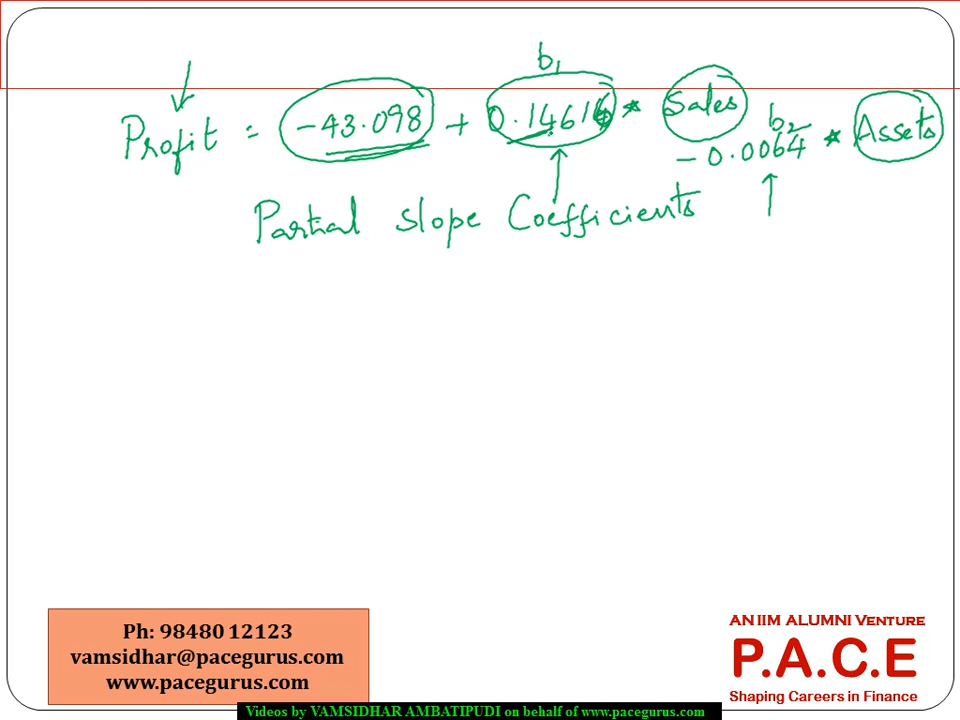 b1
Profit = -43.098 + 0.14614 * Sales
b2
-0.0064 * Assets
Partial slope Coefficients
Ph: 98480 12123
vamsidhar@pacegurus.com
www.pacegurus.com
AN IIM ALUMNI VENTURE
P.A.C.E
Shaping Careers in Finance
Videos by VAMSIDHAR AMBATIPUDI on behalf of www.pacegurus.com